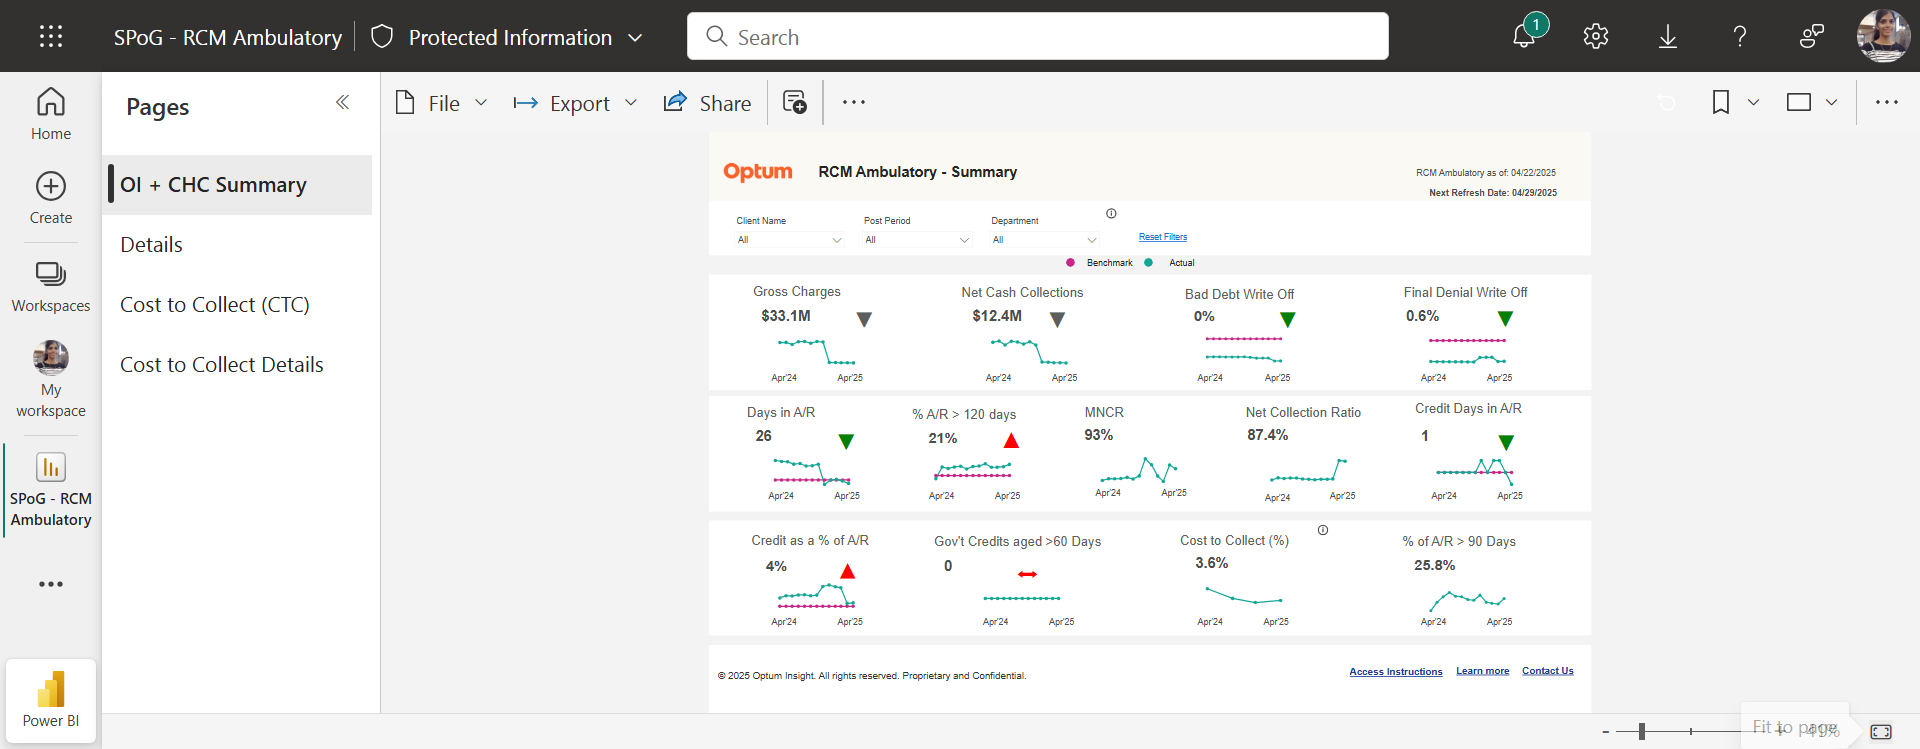 SPoG - RCM Ambulatory
Protected Information
Search
1
Home
Create
Workspaces
My
workspace
SPoG - RCM
Ambulatory
Power BI
Pages
OI + CHC Summary
Details
Cost to Collect (CTC)
Cost to Collect Details
File
Export
Share
Optum
RCM Ambulatory - Summary
RCM Ambulatory as of: 04/22/2025
Next Refresh Date: 04/29/2025
Client Name
Post Period
Department
All
All
All
Reset Filters
Benchmark
Actual
Gross Charges
Net Cash Collections
Bad Debt Write Off
Final Denial Write Off
$33.1M
$12.4M
0%
0.6%
Apr'24
Apr'25
Apr'24
Apr'25
Apr'24
Apr'25
Apr'24
Apr'25
Days in A/R
% A/R > 120 days
MNCR
Net Collection Ratio
Credit Days in A/R
26
21%
93%
87.4%
1
Apr'24
Apr'25
Apr'24
Apr'25
Apr'24
Apr'25
Apr'24
Apr'25
Apr'24
Apr'25
Credit as a % of A/R
Gov't Credits aged >60 Days
Cost to Collect (%)
% of A/R > 90 Days
4%
0
3.6%
25.8%
Apr'24
Apr'25
Apr'24
Apr'25
Apr'24
Apr'25
Apr'24
Apr'25
© 2025 Optum Insight. All rights reserved. Proprietary and Confidential.
Access Instructions
Learn more
Contact Us
Fit to page
41%